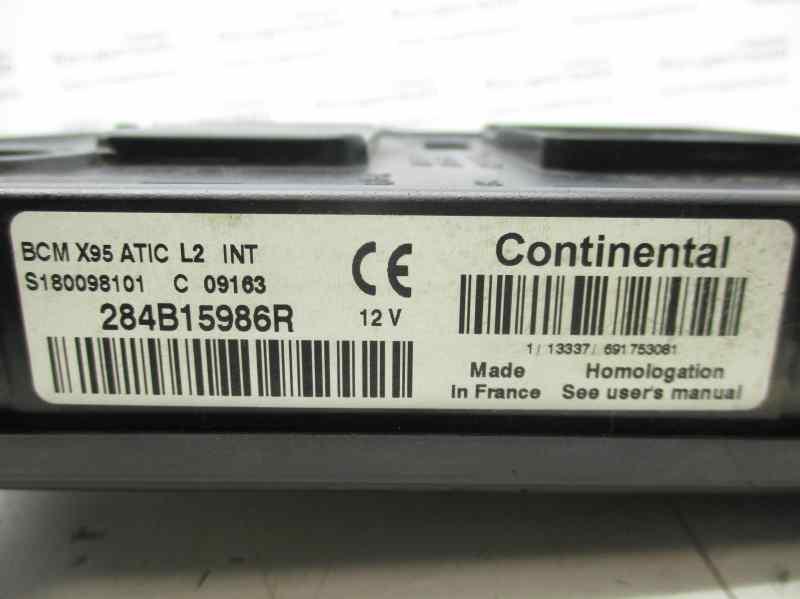 BCM X95 ATIC L2 INT
S180098101 C 09163
284B15986R
CE
12 V
Continental
1/ 13337/ 691753081
Made
in France
Homologation
See user's manual